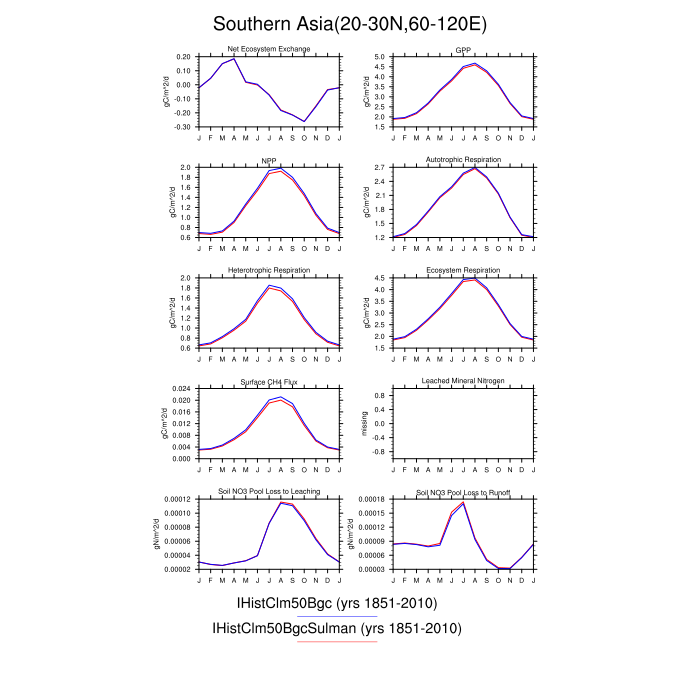 Southern Asia(20-30N,60-120E)
Net Ecosystem Exchange
gC/m^2/d
0.20
0.10
0.00
-0.10
-0.20
-0.30
J F M A M J J A S O N D J
GPP
gC/m^2/d
5.0
4.5
4.0
3.5
3.0
2.5
2.0
1.5
J F M A M J J A S O N D J
NPP
gC/m^2/d
2.0
1.8
1.6
1.4
1.2
1.0
0.8
0.6
J F M A M J J A S O N D J
Autotrophic Respiration
gC/m^2/d
2.7
2.4
2.1
1.8
1.5
1.2
J F M A M J J A S O N D J
Heterotrophic Respiration
gC/m^2/d
2.0
1.8
1.6
1.4
1.2
1.0
0.8
0.6
J F M A M J J A S O N D J
Ecosystem Respiration
gC/m^2/d
4.5
4.0
3.5
3.0
2.5
2.0
1.5
J F M A M J J A S O N D J
Surface CH4 Flux
gC/m^2/d
0.024
0.020
0.016
0.012
0.008
0.004
0.000
J F M A M J J A S O N D J
Leached Mineral Nitrogen
missing
0.8
0.4
-0.0
-0.4
-0.8
J F M A M J J A S O N D J
Soil NO3 Pool Loss to Leaching
gN/m^2/d
0.00012
0.00010
0.00008
0.00006
0.00004
0.00002
J F M A M J J A S O N D J
Soil NO3 Pool Loss to Runoff
gN/m^2/d
0.00018
0.00015
0.00012
0.00009
0.00006
0.00003
J F M A M J J A S O N D J
IHistClm50Bgc (yrs 1851-2010)
IHistClm50BgcSulman (yrs 1851-2010)